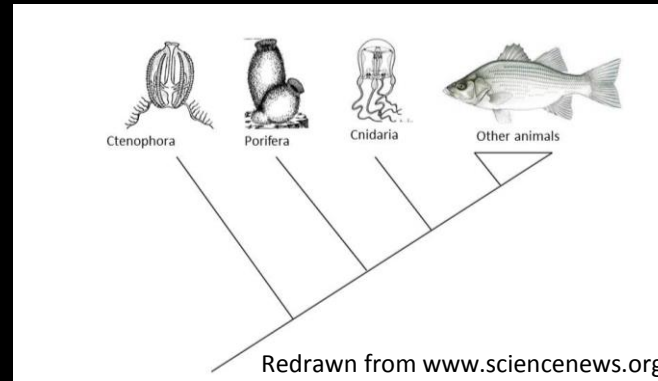 Ctenophora
Porifera
Cnidaria
Other animals
Redrawn from www.sciencenews.org